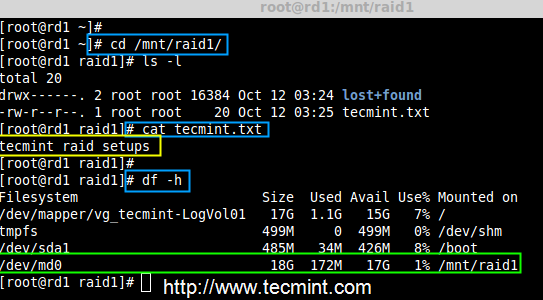 root@rd1:/mnt/raid1
[root@rd1 ~]#
[root@rd1 ~]# cd /mnt/raid1/
[root@rd1 raid1]# ls -l
total 20
drwx------. 2 root root 16384 Oct 12 03:24 lost+found
-rw-r--r--. 1 root root    20 Oct 12 03:25 tecmint.txt
[root@rd1 raid1]# cat tecmint.txt
tecmint raid setups
[root@rd1 raid1]#
[root@rd1 raid1]# df -h
Filesystem            Size  Used Avail Use% Mounted on
/dev/mapper/vg_tecmint-LogVol01   17G  1.1G   15G   7% /
tmpfs                 499M     0  499M   0% /dev/shm
/dev/sda1             485M   34M  426M   8% /boot
/dev/md0               18G  172M   17G   1% /mnt/raid1
[root@rd1 raid1]#
http://www.tecmint.com